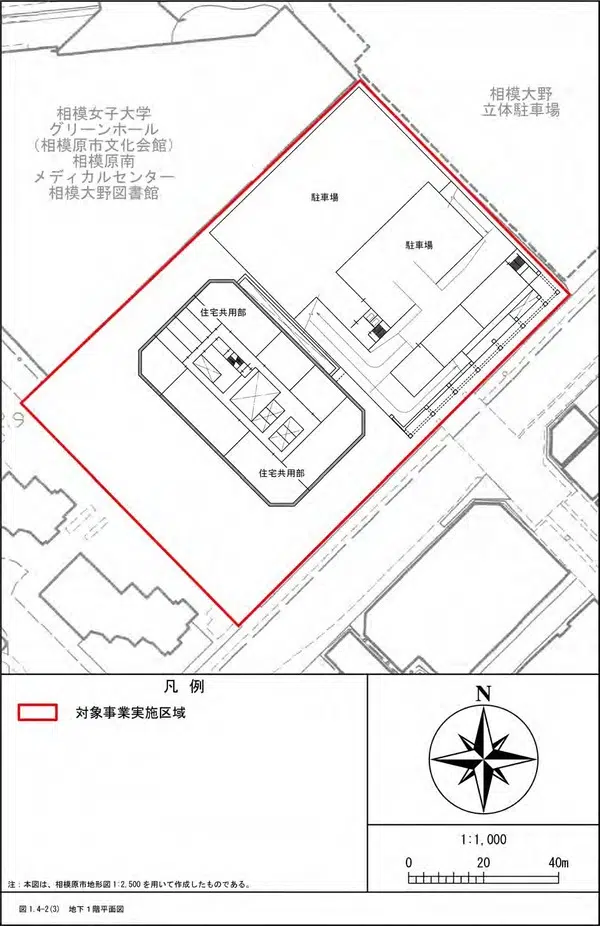 相模女子大学
グリーンホール
（相模原市文化会館）
相模原南
メディカルセンター
相模大野図書館
相模大野
立体駐車場
駐車場
駐車場
住宅共用部
住宅共用部
凡 例
対象事業実施区域
N
1:1,000
0 20 40m
注：本図は、相模原市地形図1:2,500を用いて作成したものである。
図1.4-2(3) 地下1階平面図